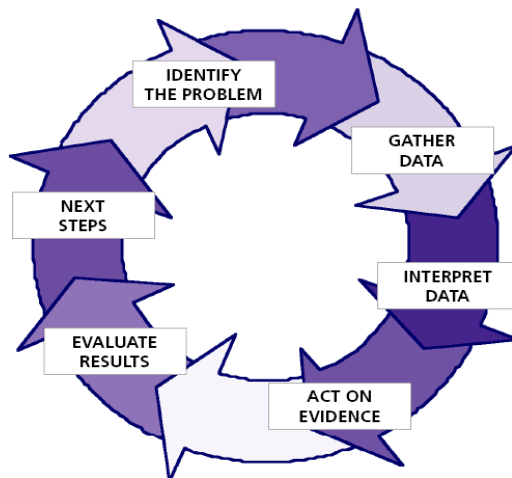 IDENTIFY
THE PROBLEM
GATHER
DATA
INTERPRET
DATA
ACT ON
EVIDENCE
EVALUATE
RESULTS
NEXT
STEPS